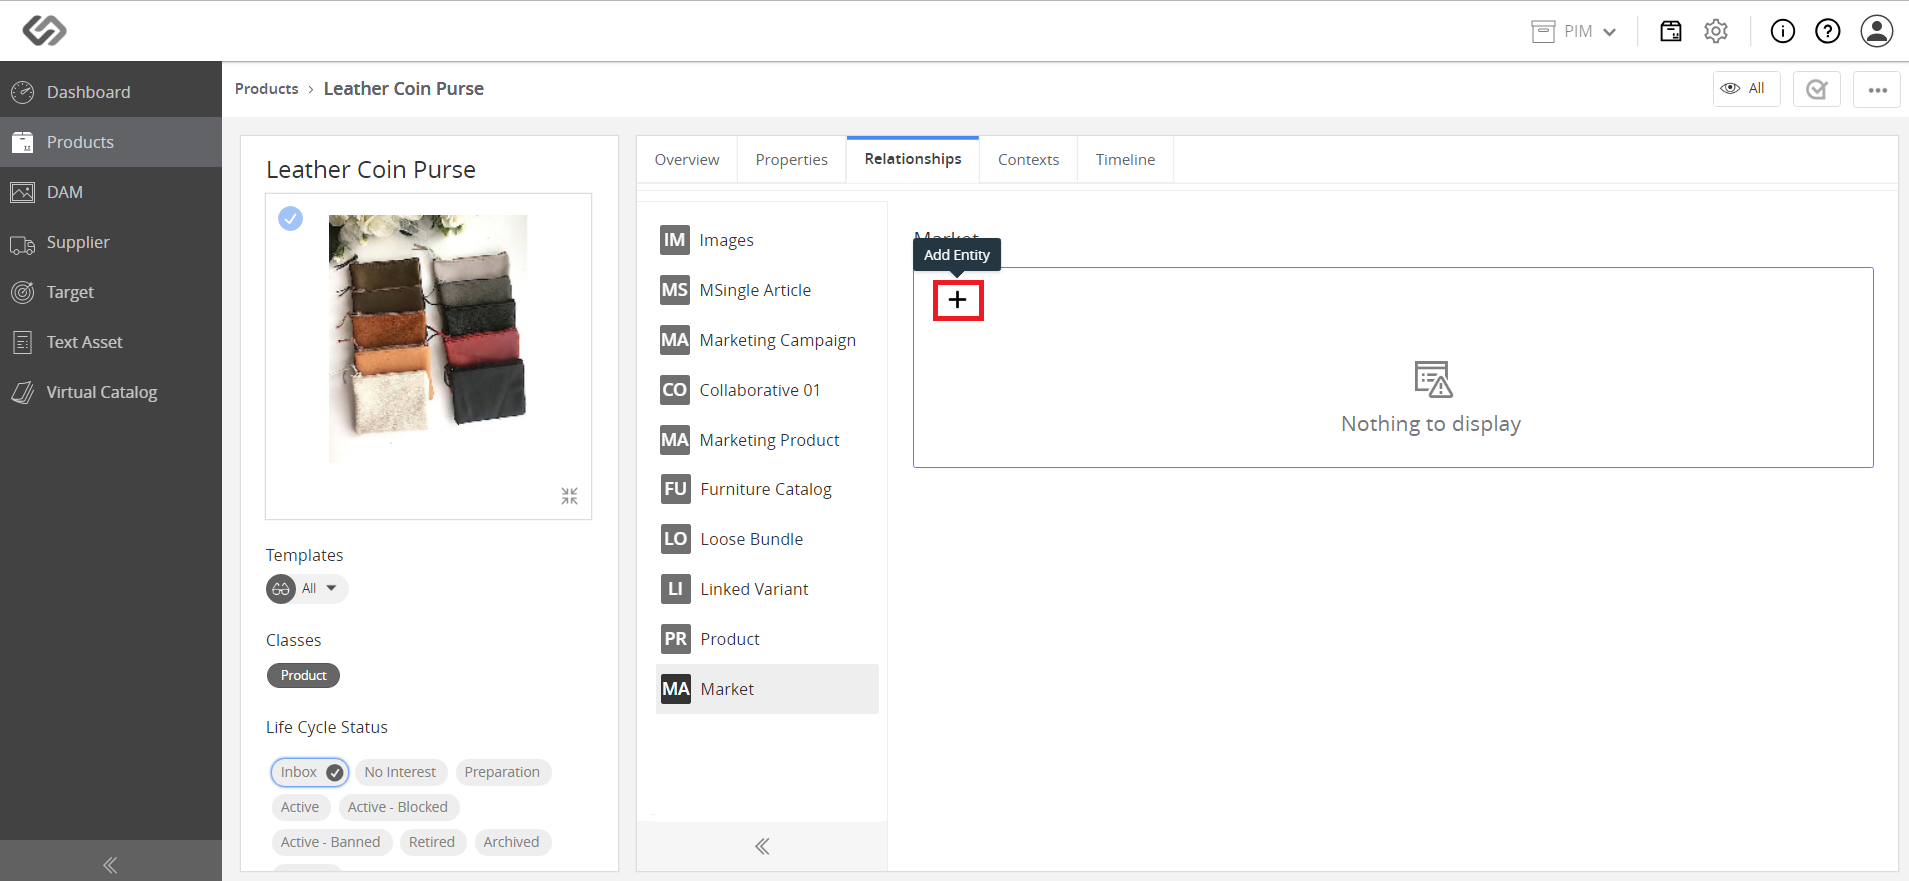 PIM
Dashboard
Products
DAM
Supplier
Target
Text Asset
Virtual Catalog
Products › Leather Coin Purse
All
Leather Coin Purse
Templates
All
Classes
Product
Life Cycle Status
Inbox No Interest Preparation
Active Active - Blocked
Active - Banned Retired Archived
Overview Properties Relationships Contexts Timeline
IM Images
MS MSingle Article
MA Marketing Campaign
CO Collaborative 01
MA Marketing Product
FU Furniture Catalog
LO Loose Bundle
LI Linked Variant
PR Product
MA Market
Market
Add Entity
Nothing to display